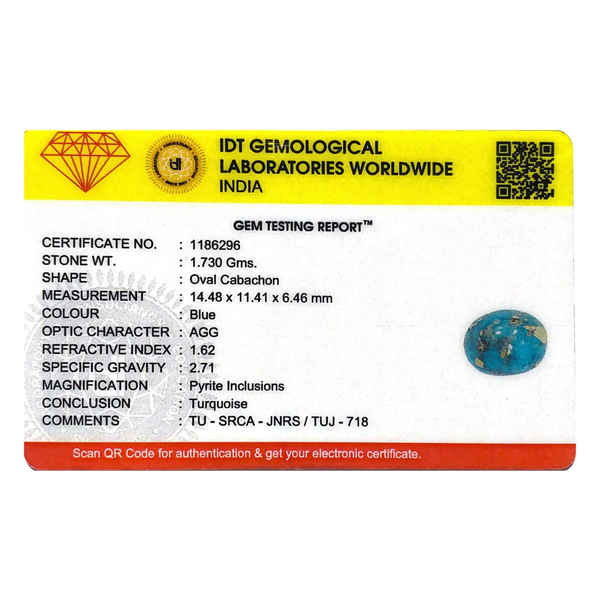 IDT GEMOLOGICAL
LABORATORIES WORLDWIDE
INDIA
GEM TESTING REPORT™
CERTIFICATE NO. : 1186296
STONE WT. : 1.730 Gms.
SHAPE : Oval Cabachon
MEASUREMENT : 14.48 x 11.41 x 6.46 mm
COLOUR : Blue
OPTIC CHARACTER : AGG
REFRACTIVE INDEX : 1.62
SPECIFIC GRAVITY : 2.71
MAGNIFICATION : Pyrite Inclusions
CONCLUSION : Turquoise
COMMENTS : TU - SRCA - JNRS / TUJ - 718
Scan QR Code for authentication & get your electronic certificate.